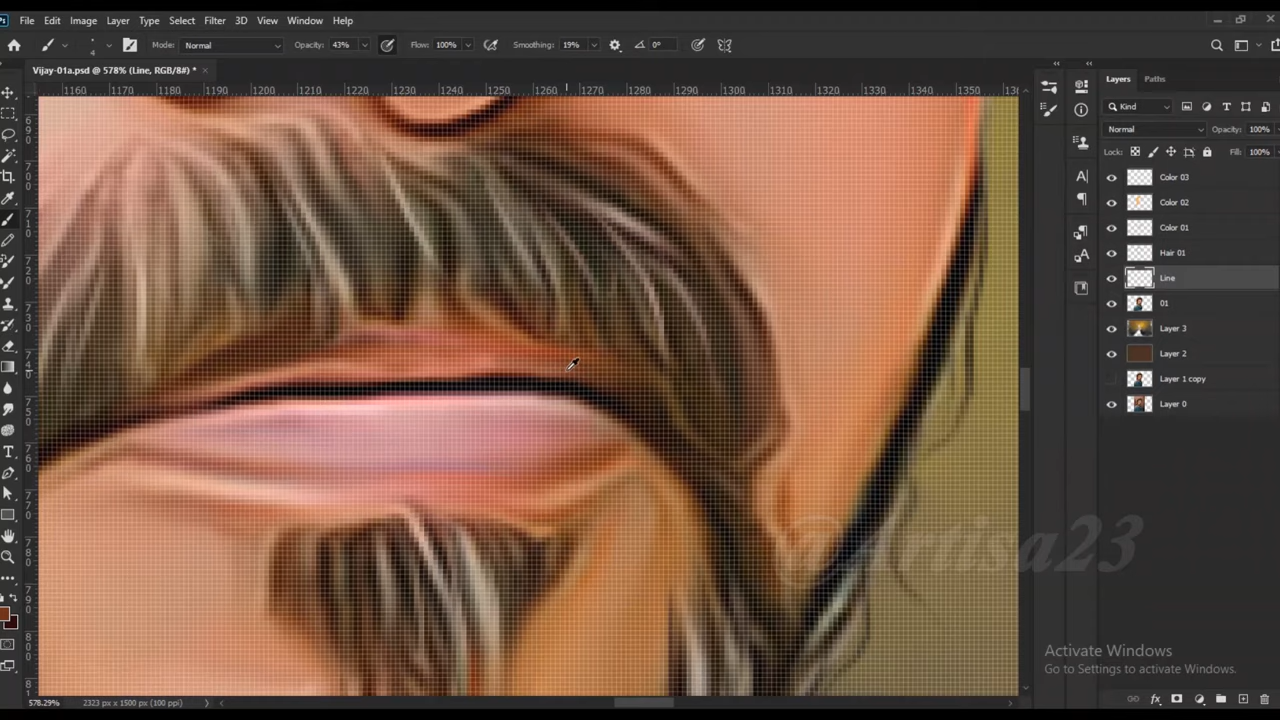 Ps File Edit Image Layer Type Select Filter 3D View Window Help
4 Mode: Normal Opacity: 43% Flow: 100% Smoothing: 19% 0°
Vijay-01a.psd @ 578% (Line, RGB/8#) * ×
1160 1170 1180 1190 1200 1210 1220 1230 1240 1250 1260 1270 1280 1290 1300 1310 1320 1330 1340 1350 136
Layers Paths
Kind
Normal Opacity: 100%
Lock: Fill: 100%
Color 03
Color 02
Color 01
Hair 01
Line
01
Layer 3
Layer 2
Layer 1 copy
Layer 0
@Artisa23
Activate Windows
Go to Settings to activate Windows.
578.29% 2323 px x 1500 px (100 ppi)